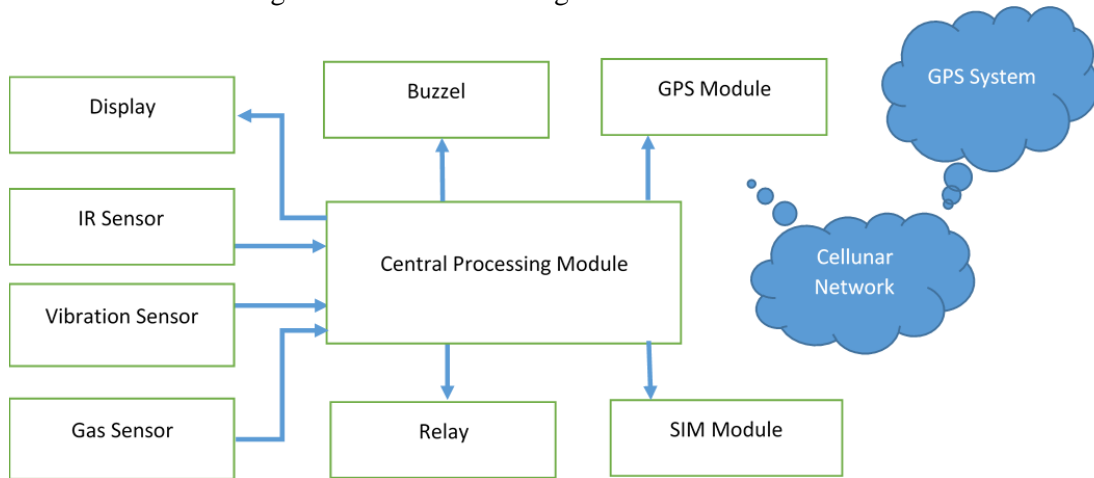 Display
Buzzel
GPS Module
GPS System
IR Sensor
Central Processing Module
Cellunar
Network
Vibration Sensor
Gas Sensor
Relay
SIM Module